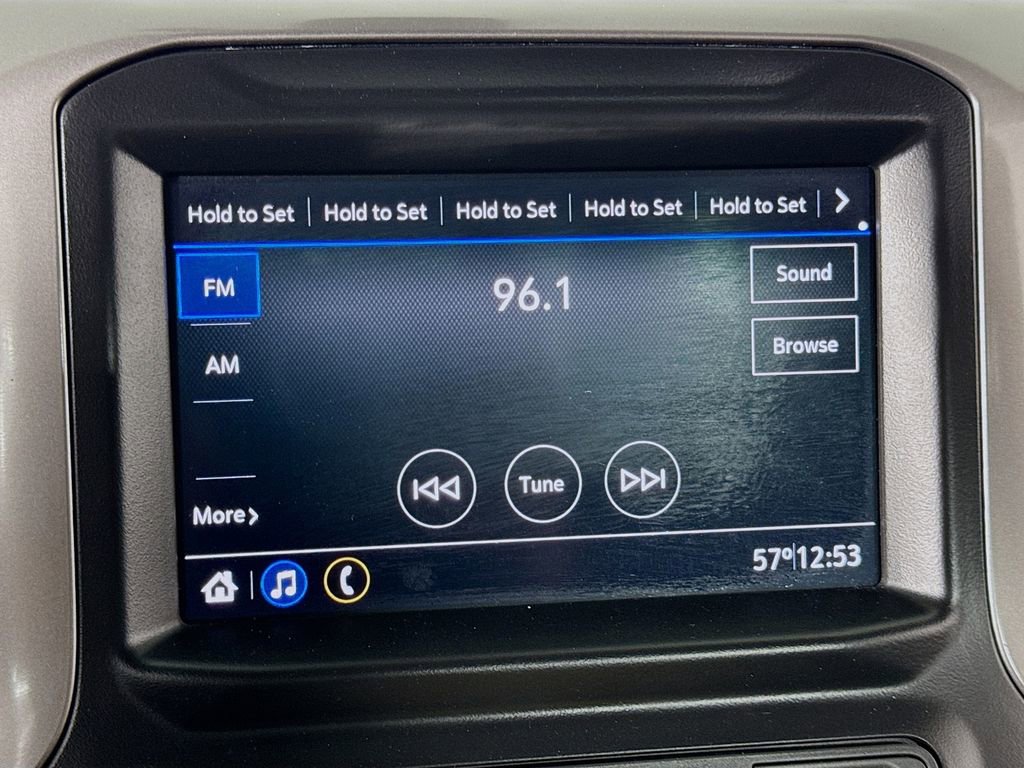 Hold to Set Hold to Set Hold to Set Hold to Set Hold to Set
FM
96.1
Sound
AM
Browse
Tune
More
57° 12:53